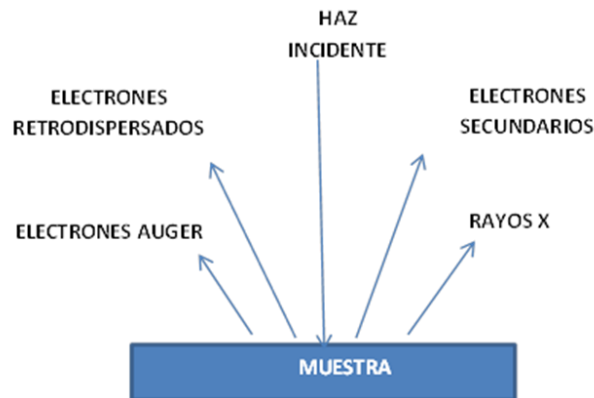 HAZ
INCIDENTE
ELECTRONES
RETRODISPERSADOS
ELECTRONES
SECUNDARIOS
ELECTRONES AUGER
RAYOS X
MUESTRA